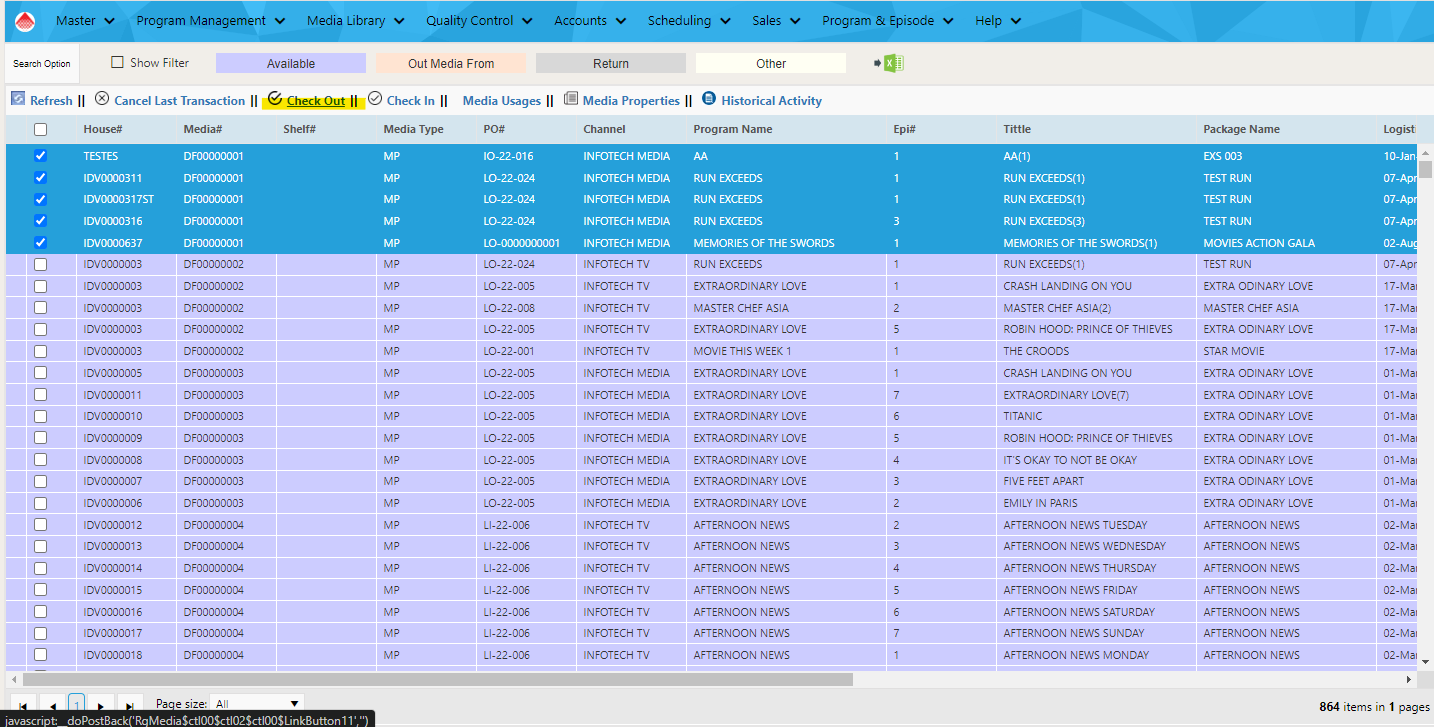 Master Program Management Media Library Quality Control Accounts Scheduling Sales Program & Episode Help
Search Option Show Filter Available Out Media From Return Other
Refresh || Cancel Last Transaction || Check Out || Check In || Media Usages || Media Properties || Historical Activity
House# Media# Shelf# Media Type PO# Channel Program Name Epi# Tittle Package Name Logisti
TESTES DF00000001 MP IO-22-016 INFOTECH MEDIA AA 1 AA(1) EXS 003 10-Jan-
IDV0000311 DF00000001 MP LO-22-024 INFOTECH MEDIA RUN EXCEEDS 1 RUN EXCEEDS(1) TEST RUN 07-Apr
IDV0000317ST DF00000001 MP LO-22-024 INFOTECH MEDIA RUN EXCEEDS 1 RUN EXCEEDS(1) TEST RUN 07-Apr
IDV0000316 DF00000001 MP LO-22-024 INFOTECH MEDIA RUN EXCEEDS 3 RUN EXCEEDS(3) TEST RUN 07-Apr
IDV0000637 DF00000001 MP LO-0000000001 INFOTECH MEDIA MEMORIES OF THE SWORDS 1 MEMORIES OF THE SWORDS(1) MOVIES ACTION GALA 02-Aug
IDV0000003 DF00000002 MP LO-22-024 INFOTECH TV RUN EXCEEDS 1 RUN EXCEEDS(1) TEST RUN 07-Apr
IDV0000003 DF00000002 MP LO-22-005 INFOTECH TV EXTRAORDINARY LOVE 1 CRASH LANDING ON YOU EXTRA ODINARY LOVE 17-Mar
IDV0000003 DF00000002 MP LO-22-008 INFOTECH TV MASTER CHEF ASIA 2 MASTER CHEF ASIA(2) MASTER CHEF ASIA 17-Mar
IDV0000003 DF00000002 MP LO-22-005 INFOTECH TV EXTRAORDINARY LOVE 5 ROBIN HOOD: PRINCE OF THIEVES EXTRA ODINARY LOVE 17-Mar
IDV0000003 DF00000002 MP LO-22-001 INFOTECH TV MOVIE THIS WEEK 1 1 THE CROODS STAR MOVIE 17-Mar
IDV0000005 DF00000003 MP LO-22-005 INFOTECH MEDIA EXTRAORDINARY LOVE 1 CRASH LANDING ON YOU EXTRA ODINARY LOVE 01-Mar
IDV0000011 DF00000003 MP LO-22-005 INFOTECH MEDIA EXTRAORDINARY LOVE 7 EXTRAORDINARY LOVE(7) EXTRA ODINARY LOVE 01-Mar
IDV0000010 DF00000003 MP LO-22-005 INFOTECH MEDIA EXTRAORDINARY LOVE 6 TITANIC EXTRA ODINARY LOVE 01-Mar
IDV0000009 DF00000003 MP LO-22-005 INFOTECH MEDIA EXTRAORDINARY LOVE 5 ROBIN HOOD: PRINCE OF THIEVES EXTRA ODINARY LOVE 01-Mar
IDV0000008 DF00000003 MP LO-22-005 INFOTECH MEDIA EXTRAORDINARY LOVE 4 IT'S OKAY TO NOT BE OKAY EXTRA ODINARY LOVE 01-Mar
IDV0000007 DF00000003 MP LO-22-005 INFOTECH MEDIA EXTRAORDINARY LOVE 3 FIVE FEET APART EXTRA ODINARY LOVE 01-Mar
IDV0000006 DF00000003 MP LO-22-005 INFOTECH MEDIA EXTRAORDINARY LOVE 2 EMILY IN PARIS EXTRA ODINARY LOVE 01-Mar
IDV0000012 DF00000004 MP LI-22-006 INFOTECH TV AFTERNOON NEWS 2 AFTERNOON NEWS TUESDAY AFTERNOON NEWS 02-Mar
IDV0000013 DF00000004 MP LI-22-006 INFOTECH TV AFTERNOON NEWS 3 AFTERNOON NEWS WEDNESDAY AFTERNOON NEWS 02-Mar
IDV0000014 DF00000004 MP LI-22-006 INFOTECH TV AFTERNOON NEWS 4 AFTERNOON NEWS THURSDAY AFTERNOON NEWS 02-Mar
IDV0000015 DF00000004 MP LI-22-006 INFOTECH TV AFTERNOON NEWS 5 AFTERNOON NEWS FRIDAY AFTERNOON NEWS 02-Mar
IDV0000016 DF00000004 MP LI-22-006 INFOTECH TV AFTERNOON NEWS 6 AFTERNOON NEWS SATURDAY AFTERNOON NEWS 02-Mar
IDV0000017 DF00000004 MP LI-22-006 INFOTECH TV AFTERNOON NEWS 7 AFTERNOON NEWS SUNDAY AFTERNOON NEWS 02-Mar
IDV0000018 DF00000004 MP LI-22-006 INFOTECH TV AFTERNOON NEWS 1 AFTERNOON NEWS MONDAY AFTERNOON NEWS 02-Mar
1 Page size: All 864 items in 1 pages
javascript:__doPostBack('RgMedia$ctl00$ctl02$ctl00$LinkButton11','')